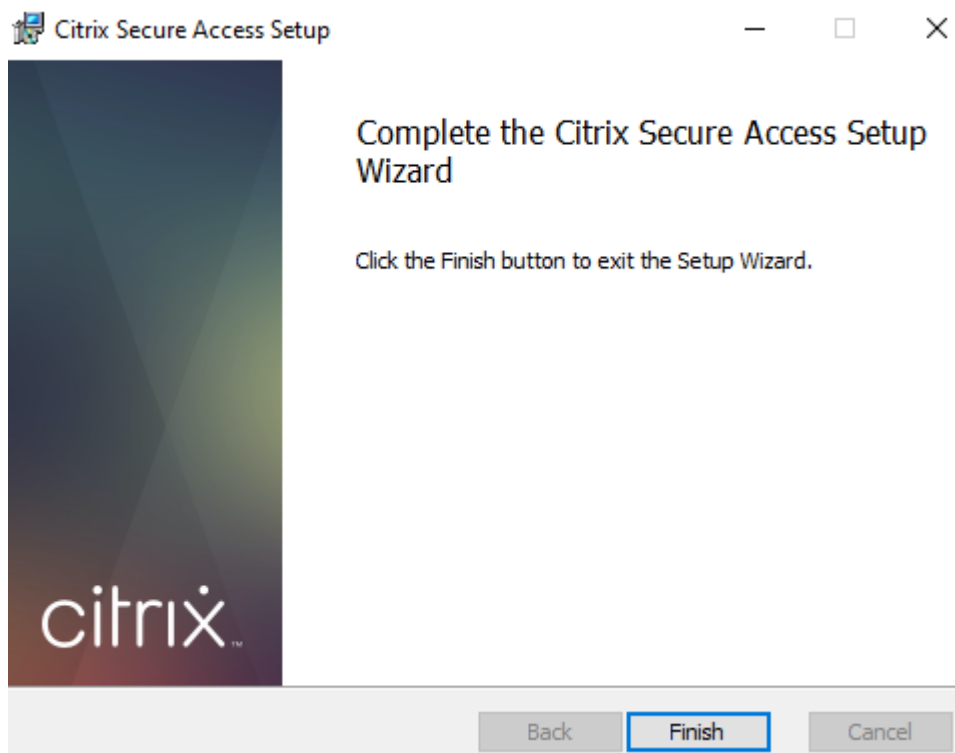 Citrix Secure Access Setup
Complete the Citrix Secure Access Setup
Wizard
Click the Finish button to exit the Setup Wizard.
citrix™
Back Finish Cancel